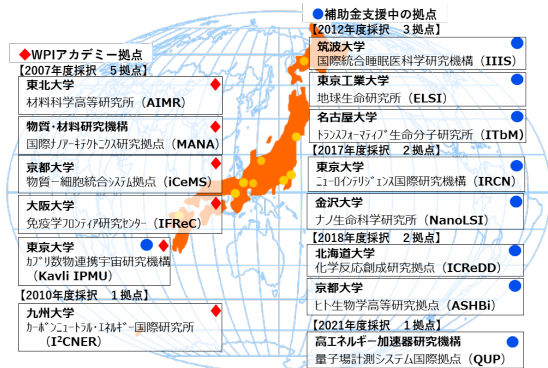 ◆WPIアカデミー拠点
【2007年度採択　５拠点】
東北大学
材料科学高等研究所（AIMR）
物質・材料研究機構
国際ナノアーキテクトニクス研究拠点（MANA）
京都大学
物質－細胞統合システム拠点（iCeMS）
大阪大学
免疫学フロンティア研究センター（IFReC）
東京大学
カブリ数物連携宇宙研究機構
（Kavli IPMU）
【2010年度採択　１拠点】
九州大学
カーボンニュートラル・エネルギー国際研究所
（I²CNER）
●補助金支援中の拠点
【2012年度採択　３拠点】
筑波大学
国際統合睡眠医科学研究機構（IIIS）
東京工業大学
地球生命研究所（ELSI）
名古屋大学
トランスフォーマティブ生命分子研究所（ITbM）
【2017年度採択　２拠点】
東京大学
ニューロインテリジェンス国際研究機構（IRCN）
金沢大学
ナノ生命科学研究所（NanoLSI）
【2018年度採択　２拠点】
北海道大学
化学反応創成研究拠点（ICReDD）
京都大学
ヒト生物学高等研究拠点（ASHBi）
【2021年度採択　１拠点】
高エネルギー加速器研究機構
量子場計測システム国際拠点（QUP）